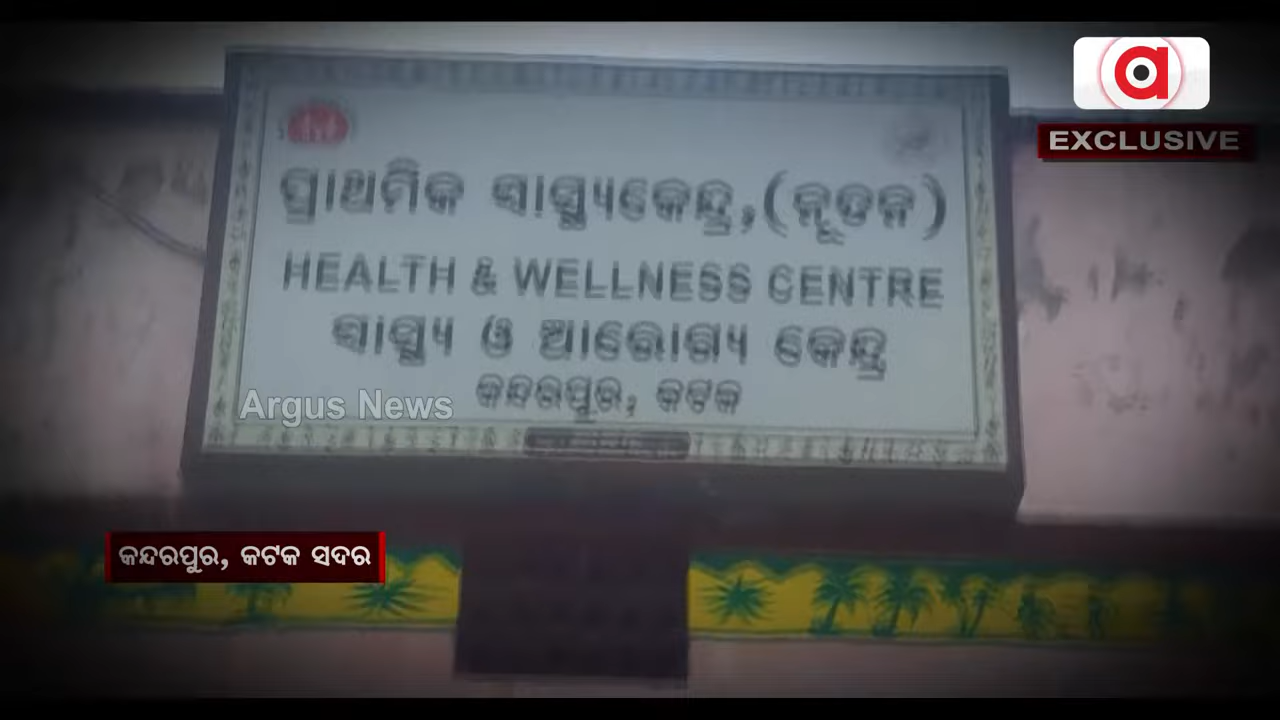 EXCLUSIVE
ପ୍ରାଥମିକ ସ୍ୱାସ୍ଥ୍ୟକେନ୍ଦ୍ର,(ନୂତନ)
HEALTH & WELLNESS CENTRE
ସ୍ୱାସ୍ଥ୍ୟ ଓ ଆରୋଗ୍ୟ କେନ୍ଦ୍ର
କନ୍ଦରପୁର, କଟକ
Argus News
କନ୍ଦରପୁର, କଟକ ସଦର